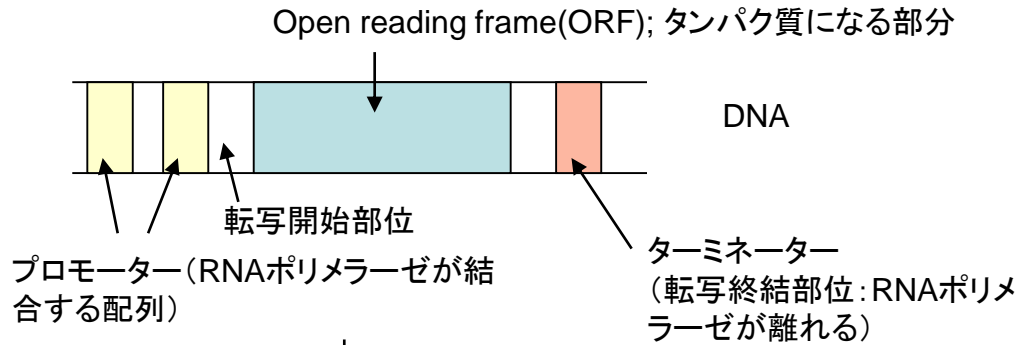 Open reading frame(ORF); タンパク質になる部分
DNA
転写開始部位
プロモーター（RNAポリメラーゼが結
合する配列）
ターミネーター
（転写終結部位：RNAポリメ
ラーゼが離れる）